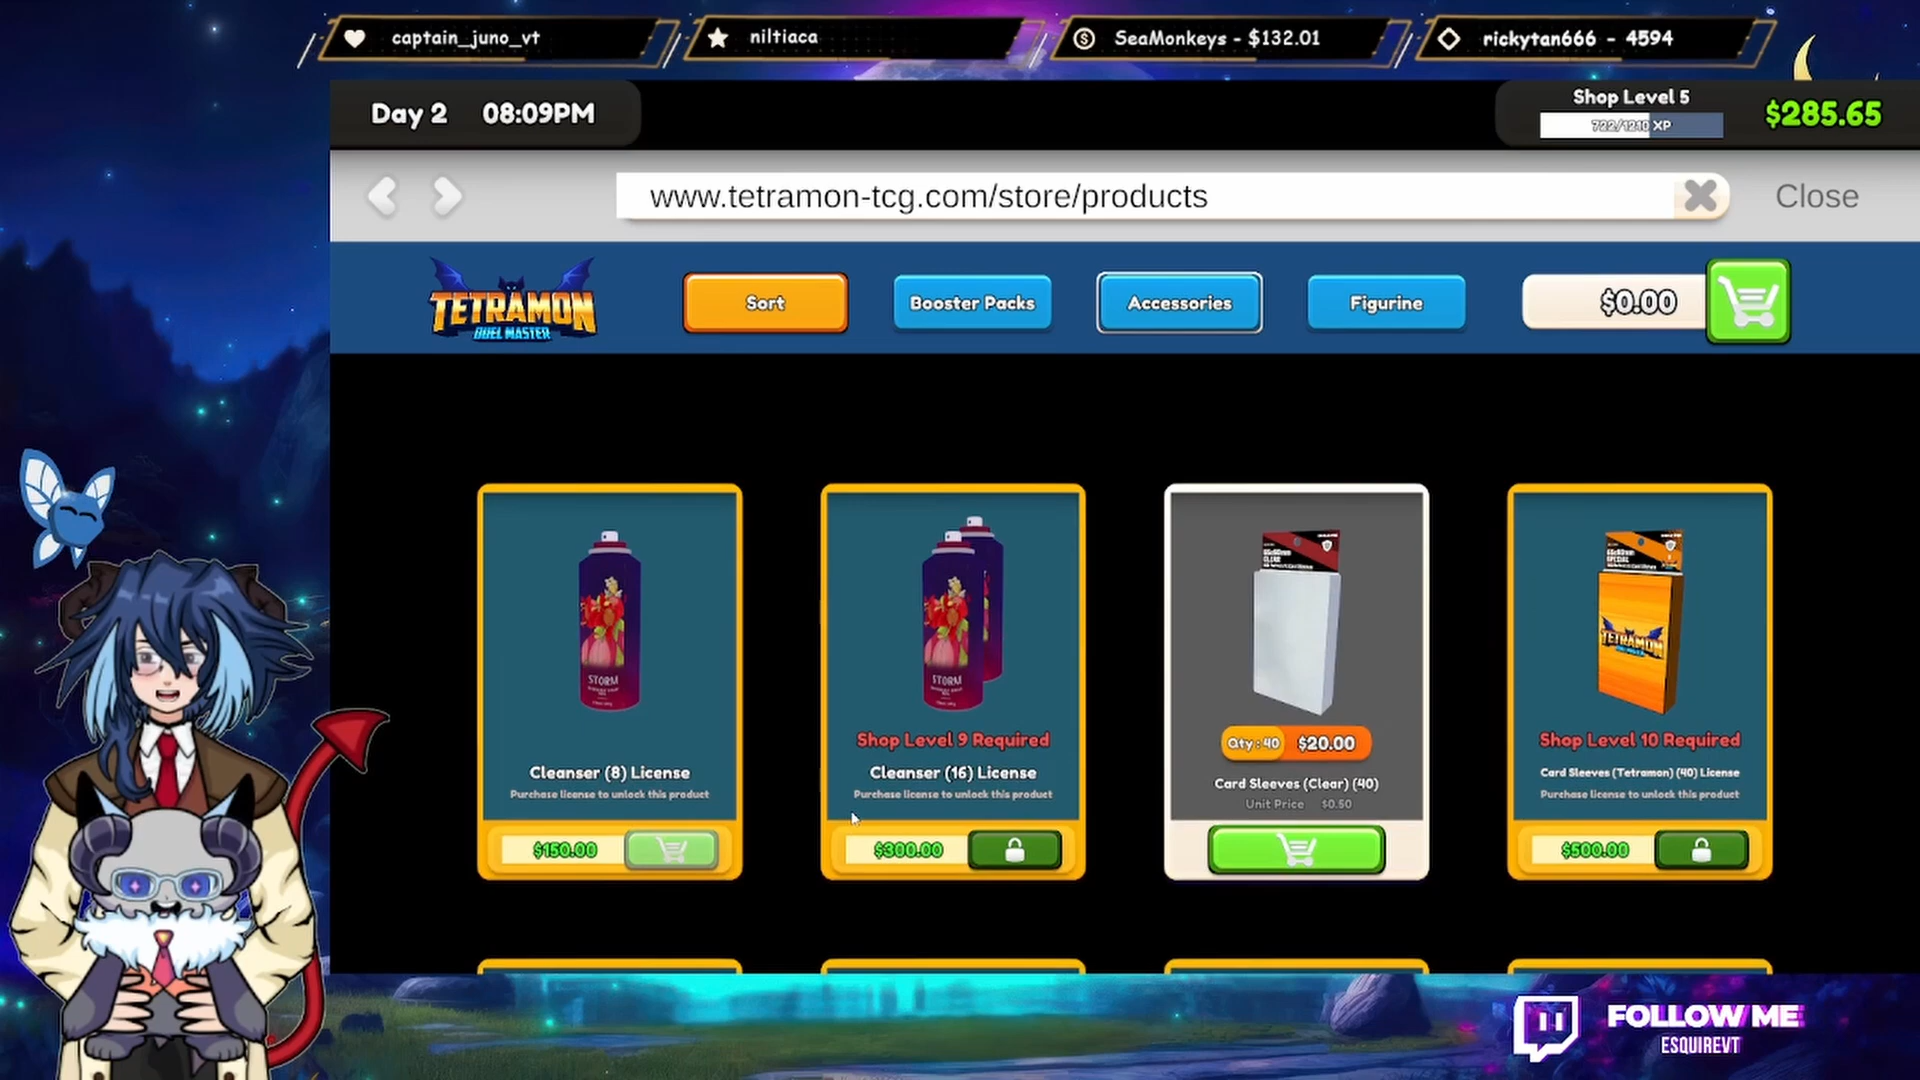 captain_juno_vt
niltiaca
SeaMonkeys - $132.01
rickytan666 - 4594
Day 2
08:09PM
Shop Level 5
722/1210 XP
$285.65
www.tetramon-tcg.com/store/products
Close
TETRAMON
DUEL MASTER
Sort
Booster Packs
Accessories
Figurine
$0.00
STORM
Cleanser (8) License
Purchase license to unlock this product
$150.00
STORM
Shop Level 9 Required
Cleanser (16) License
Purchase license to unlock this product
$300.00
CLEAR
Qty : 40
$20.00
Card Sleeves (Clear) (40)
Unit Price $0.50
SPECIAL
TETRAMON
Shop Level 10 Required
Card Sleeves (Tetramon) (40) License
Purchase license to unlock this product
$500.00
FOLLOW ME
ESQUIREVT